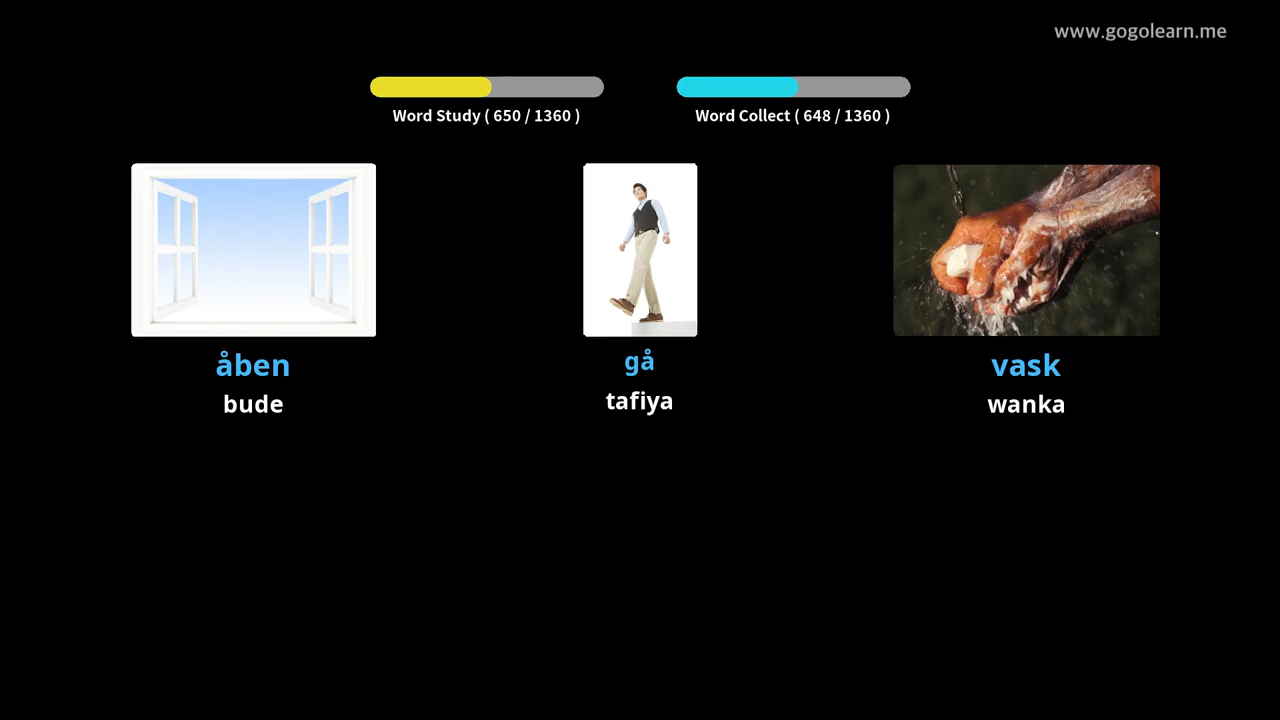 www.gogolearn.me
Word Study ( 650 / 1360 )
Word Collect ( 648 / 1360 )
åben
bude
gå
tafiya
vask
wanka